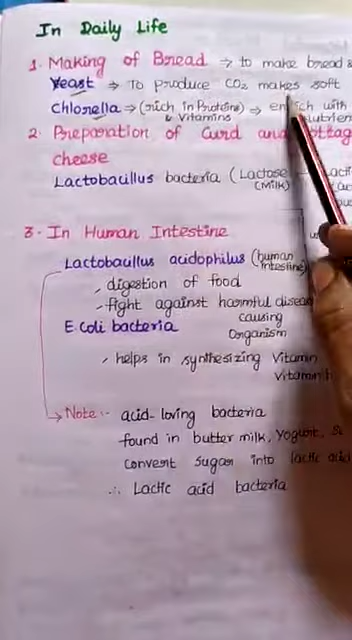 In Daily Life
1. Making of Bread → to make bread &
Yeast → To produce CO₂ makes soft
Chlorella → (rich in Proteins) → with
& Vitamins
2. Preparation of Curd and
cheese
Lactobacillus bacteria (Lactose
(Milk)
3. In Human Intestine
Lactobacillus acidophilus (human
intestine)
digestion of food
fight against harmful disease
causing
Organism
E.Coli bacteria
helps in synthesizing Vitamin
Vitamin
→ Note:- acid-loving bacteria
found in butter milk, Yogurt,
convert sugar into lactic acid
∴ Lactic acid bacteria